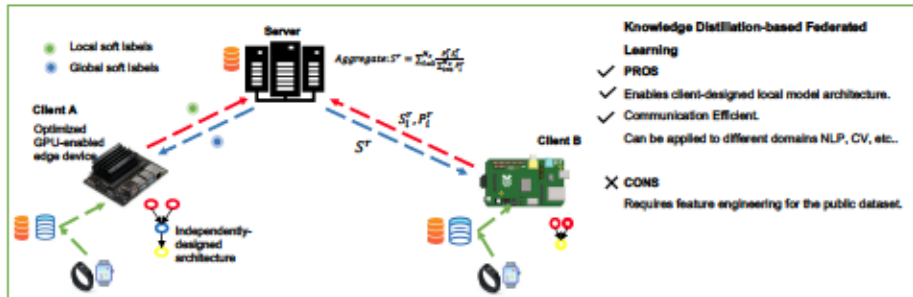 Server
Local soft labels
Global soft labels
Client A
Optimized
GPU-enabled
edge device
Independently-
designed
architecture
Client B
S^r
Knowledge Distillation-based Federated
Learning
✓ PROS
✓ Enables client-designed local model architecture.
✓ Communication Efficient.
Can be applied to different domains NLP, CV, etc..
✕ CONS
Requires feature engineering for the public dataset.